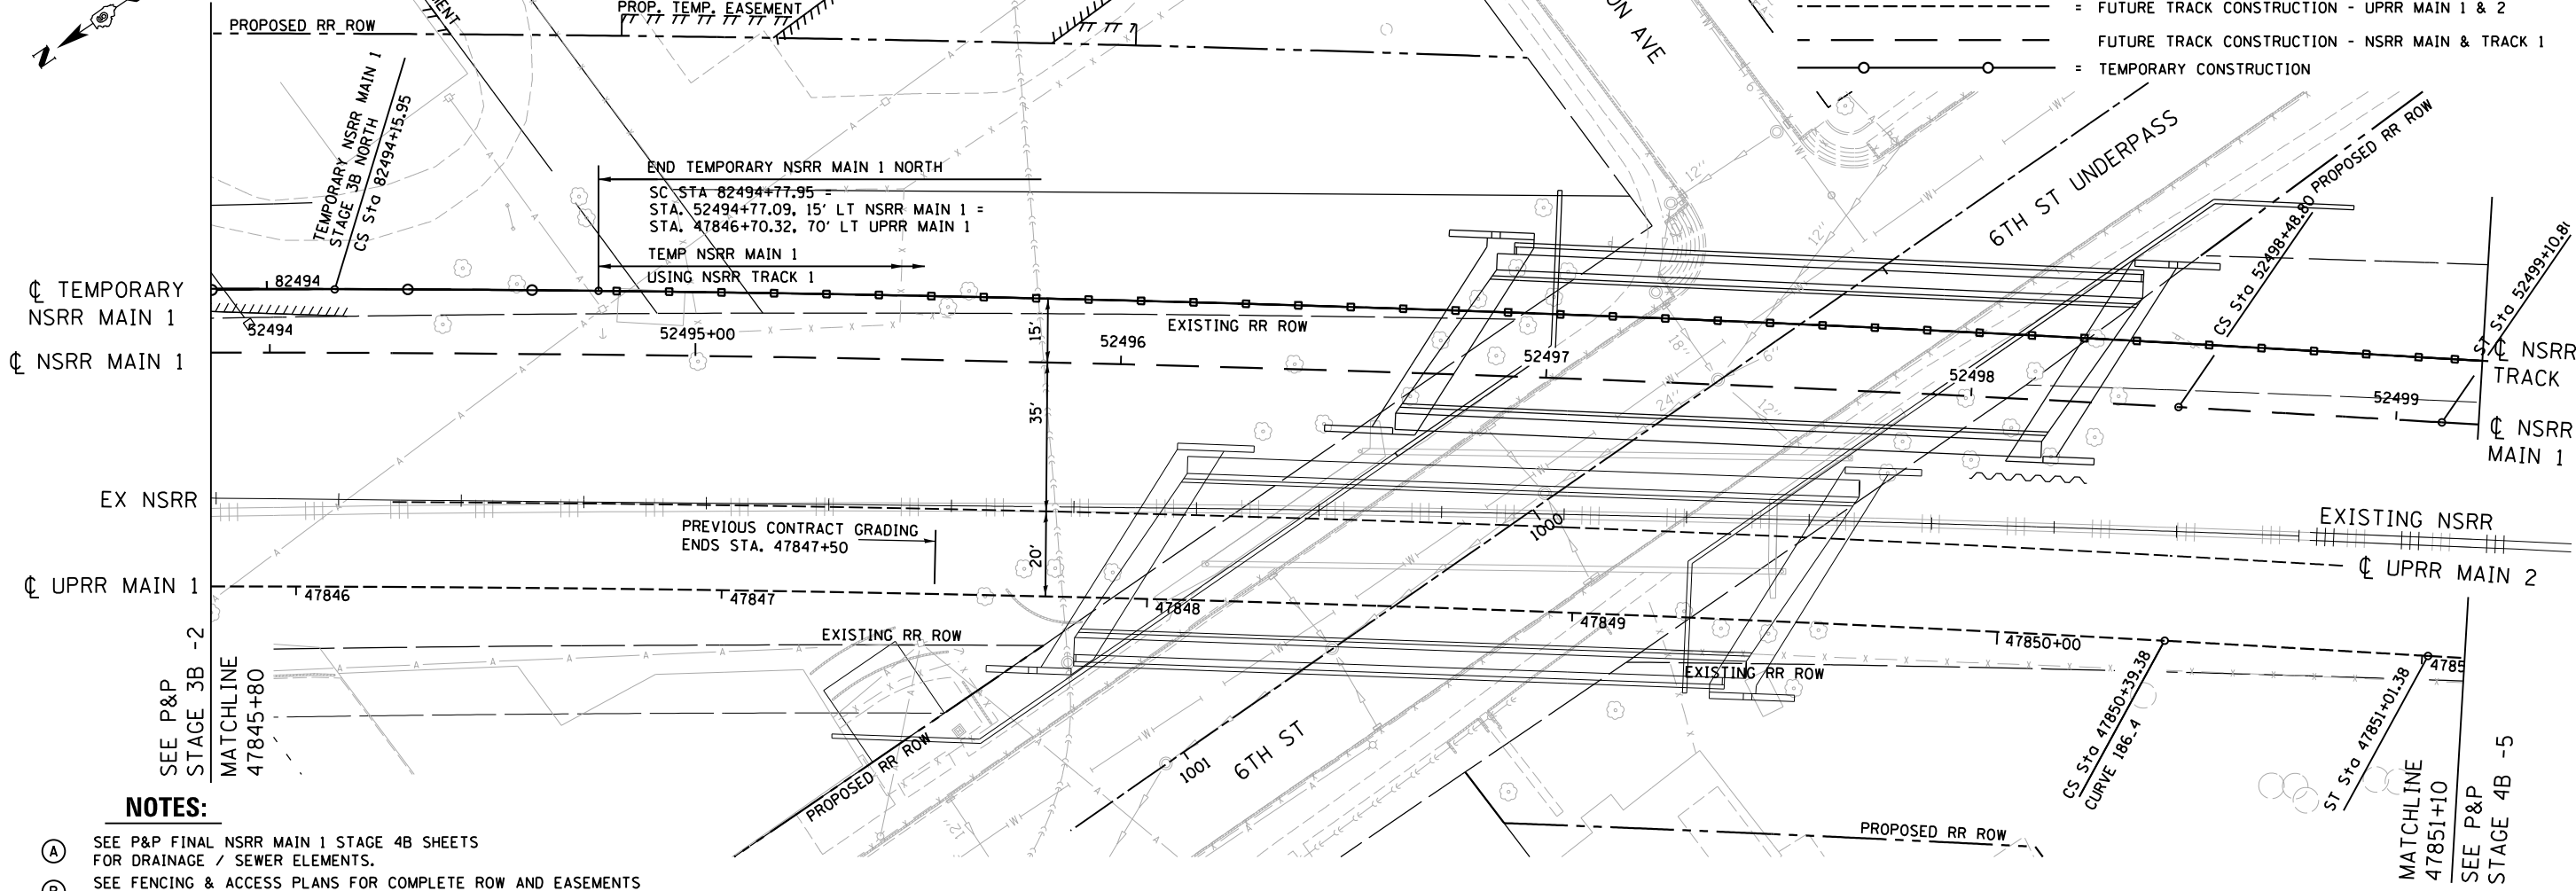 N
PROPOSED RR ROW
PROP. TEMP. EASEMENT
= FUTURE TRACK CONSTRUCTION - UPRR MAIN 1 & 2
FUTURE TRACK CONSTRUCTION - NSRR MAIN & TRACK 1
= TEMPORARY CONSTRUCTION
TEMPORARY NSRR MAIN 1
STAGE 3B NORTH
CS Sta 82494+15.95
END TEMPORARY NSRR MAIN 1 NORTH
SC STA 82494+77.95 =
STA. 52494+77.09, 15' LT NSRR MAIN 1 =
STA. 47846+70.32, 70' LT UPRR MAIN 1
TEMP NSRR MAIN 1
USING NSRR TRACK 1
6TH ST UNDERPASS
PROPOSED RR ROW
CS Sta 52498+48.80
12"
12"
18"
6"
24"
12"
℄ TEMPORARY
NSRR MAIN 1
82494
52494
52495+00
15'
EXISTING RR ROW
52496
52497
52498
52499
℄ NSRR MAIN 1
℄ NSRR
TRACK
℄ NSRR
MAIN 1
35'
EX NSRR
PREVIOUS CONTRACT GRADING
ENDS STA. 47847+50
20'
1000
EXISTING NSRR
℄ UPRR MAIN 2
℄ UPRR MAIN 1
47846
47847
47848
47849
47850+00
EXISTING RR ROW
EXISTING RR ROW
SEE P&P
STAGE 3B -2
MATCHLINE
47845+80
PROPOSED RR ROW
1001
6TH ST
12"
CS Sta 47850+39.38
CURVE 186_4
ST Sta 47851+01.38
MATCHLINE
47851+10
SEE P&P
STAGE 4B -5
PROPOSED RR ROW
NOTES:
A
SEE P&P FINAL NSRR MAIN 1 STAGE 4B SHEETS
FOR DRAINAGE / SEWER ELEMENTS.
SEE FENCING & ACCESS PLANS FOR COMPLETE ROW AND EASEMENTS